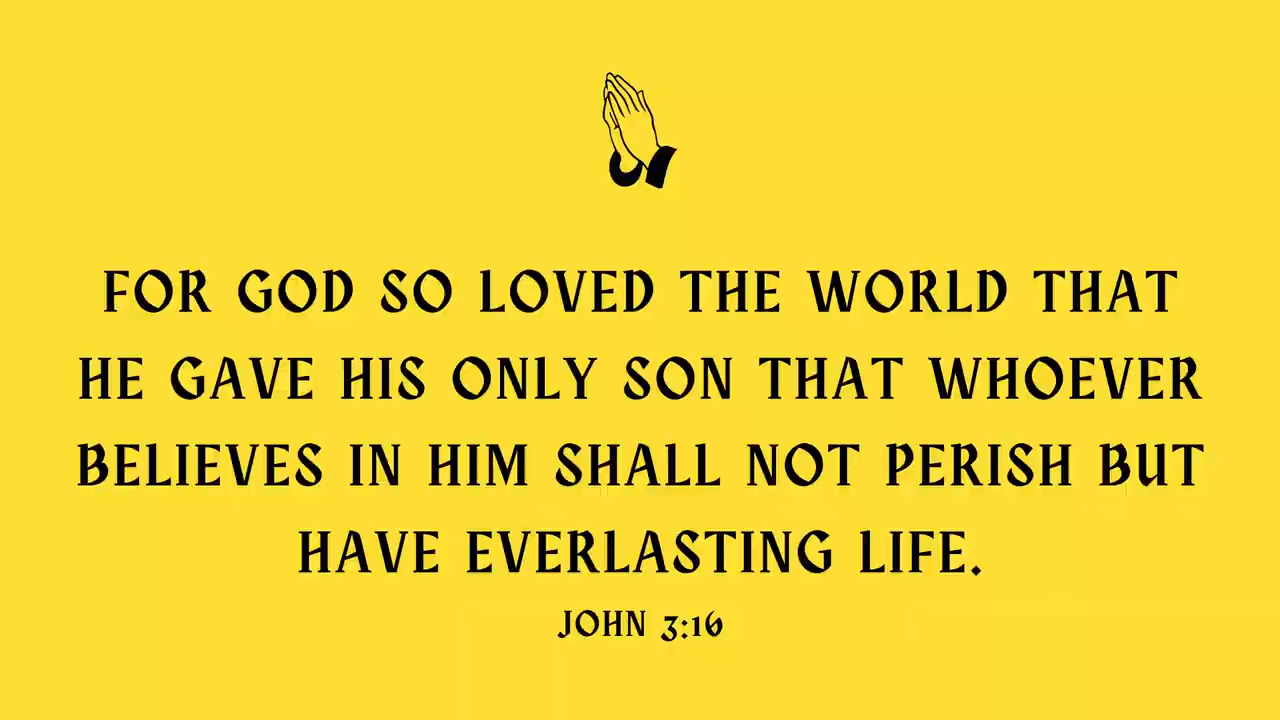 FOR GOD SO LOVED THE WORLD THAT
HE GAVE HIS ONLY SON THAT WHOEVER
BELIEVES IN HIM SHALL NOT PERISH BUT
HAVE EVERLASTING LIFE.
JOHN 3:16